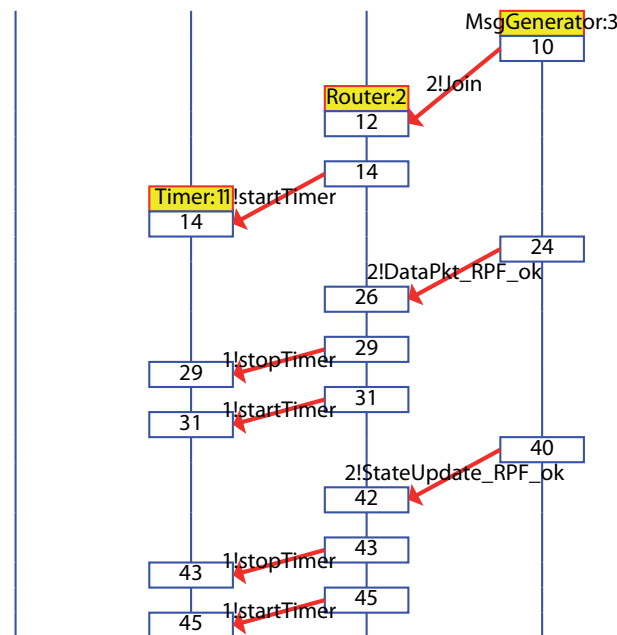 MsgGenerator:3
10
2!Join
Router:2
12
14
Timer:1
1!startTimer
14
24
2!DataPkt_RPF_ok
26
29
1!stopTimer
29
31
1!startTimer
31
40
2!StateUpdate_RPF_ok
42
43
1!stopTimer
43
45
1!startTimer
45